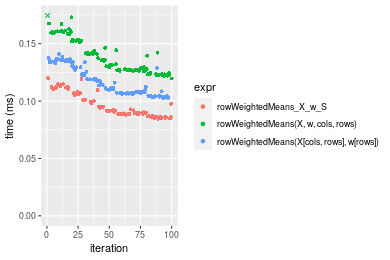 0.15
0.10
0.05
0.00
time (ms)
0
25
50
75
100
iteration
expr
rowWeightedMeans_X_w_S
rowWeightedMeans(X, w, cols, rows)
rowWeightedMeans(X[cols, rows], w[rows])